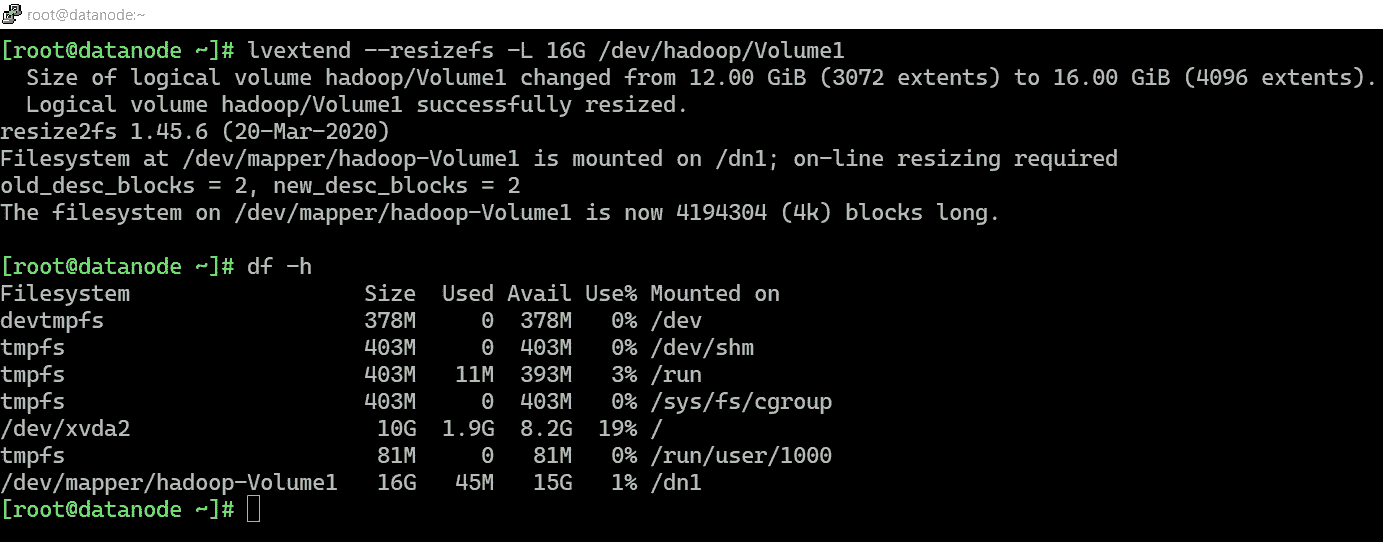 root@datanode:~
[root@datanode ~]# lvextend --resizefs -L 16G /dev/hadoop/Volume1
  Size of logical volume hadoop/Volume1 changed from 12.00 GiB (3072 extents) to 16.00 GiB (4096 extents).
  Logical volume hadoop/Volume1 successfully resized.
resize2fs 1.45.6 (20-Mar-2020)
Filesystem at /dev/mapper/hadoop-Volume1 is mounted on /dn1; on-line resizing required
old_desc_blocks = 2, new_desc_blocks = 2
The filesystem on /dev/mapper/hadoop-Volume1 is now 4194304 (4k) blocks long.

[root@datanode ~]# df -h
Filesystem                  Size  Used Avail Use% Mounted on
devtmpfs                    378M     0  378M   0% /dev
tmpfs                       403M     0  403M   0% /dev/shm
tmpfs                       403M   11M  393M   3% /run
tmpfs                       403M     0  403M   0% /sys/fs/cgroup
/dev/xvda2                   10G  1.9G  8.2G  19% /
tmpfs                        81M     0   81M   0% /run/user/1000
/dev/mapper/hadoop-Volume1   16G   45M   15G   1% /dn1
[root@datanode ~]#